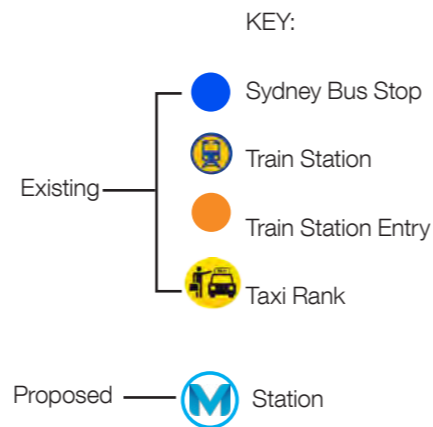 KEY:
Sydney Bus Stop
Train Station
Existing
Train Station Entry
Taxi Rank
Proposed
M
Station